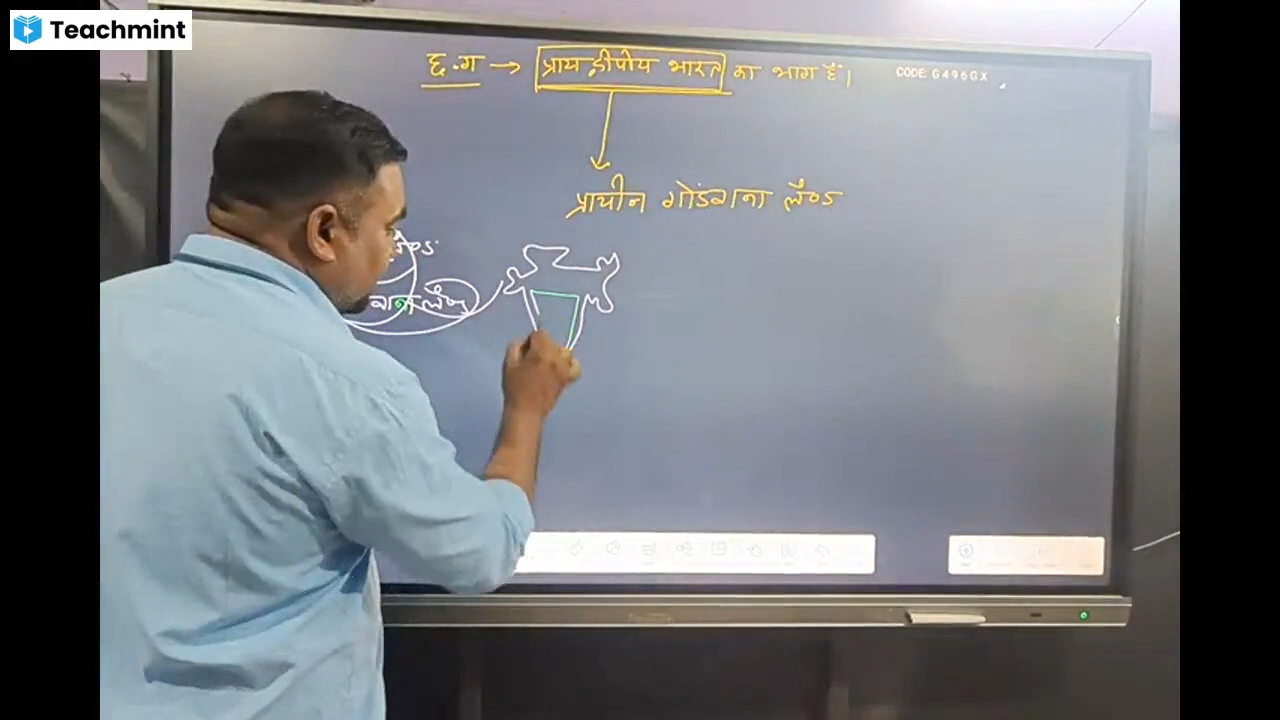 Teachmint
छ.ग → प्रायद्वीपीय भारत का भाग हैं।
CODE: G496GX
प्राचीन गोंडवाना लैण्ड
लैण्ड